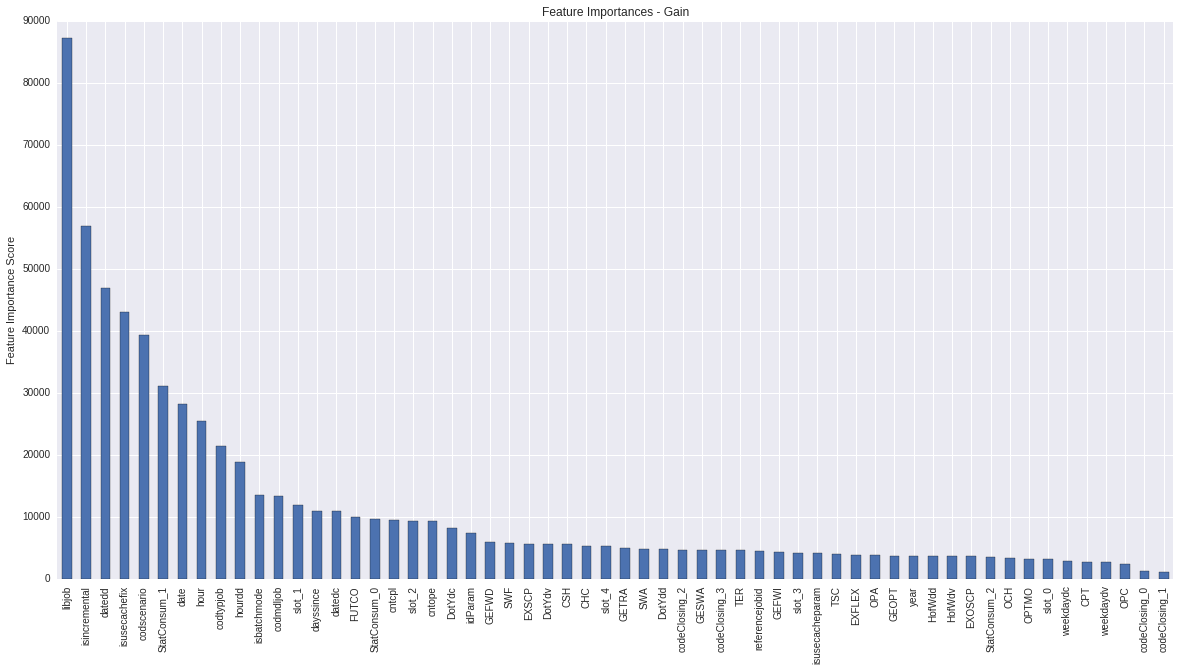 Feature Importances - Gain
Feature Importance Score
90000
80000
70000
60000
50000
40000
30000
20000
10000
0
libjob
isincremental
datedd
isusecachefix
codscenario
StatConsum_1
date
hour
codtypjob
hourdd
isbatchmode
codmdljob
slot_1
dayssince
datedc
FUTCO
StatConsum_0
cntcpl
slot_2
cntope
DotYdc
idParam
GEFWD
SWF
EXSCP
DotYdv
CSH
CHC
slot_4
GETRA
SWA
DotYdd
codeClosing_2
GESWA
codeClosing_3
TER
referencejobid
GEFWI
slot_3
isusecacheparam
TSC
EXFLEX
OPA
GEOPT
year
HofWdd
HofWdv
EXOSCP
StatConsum_2
OCH
OPTMO
slot_0
weekdaydc
CPT
weekdaydv
OPC
codeClosing_0
codeClosing_1